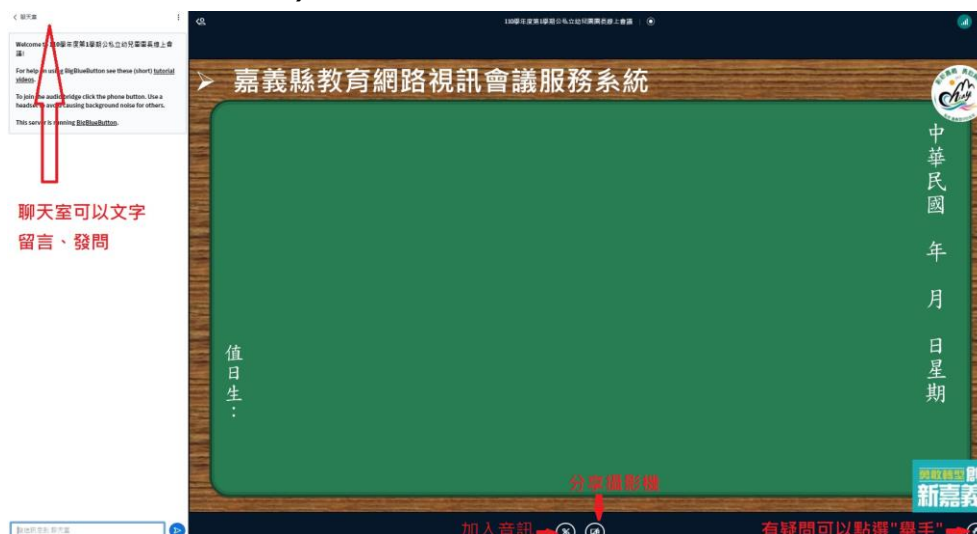 聊天室
110學年度第1學期公私立幼兒園園長線上會議
Welcome to 110學年度第1學期公私立幼兒園園長線上會
議!
For help on using BigBlueButton see these (short) tutorial
videos.
To join the audio bridge click the phone button. Use a
headset to avoid causing background noise for others.
This server is running BigBlueButton.
聊天室可以文字
留言、發問
嘉義縣教育網路視訊會議服務系統
中華民國 年 月 日星期
值日生:
勇敢轉型
新嘉義
分享攝影機
加入音訊
有疑問可以點選"舉手"